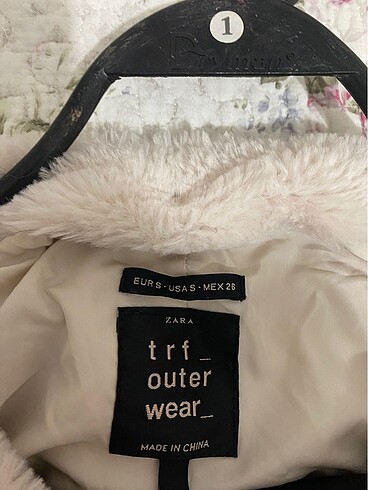 1
EUR S · USA S · MEX 26
ZARA
trf_
outer
wear_
MADE IN CHINA